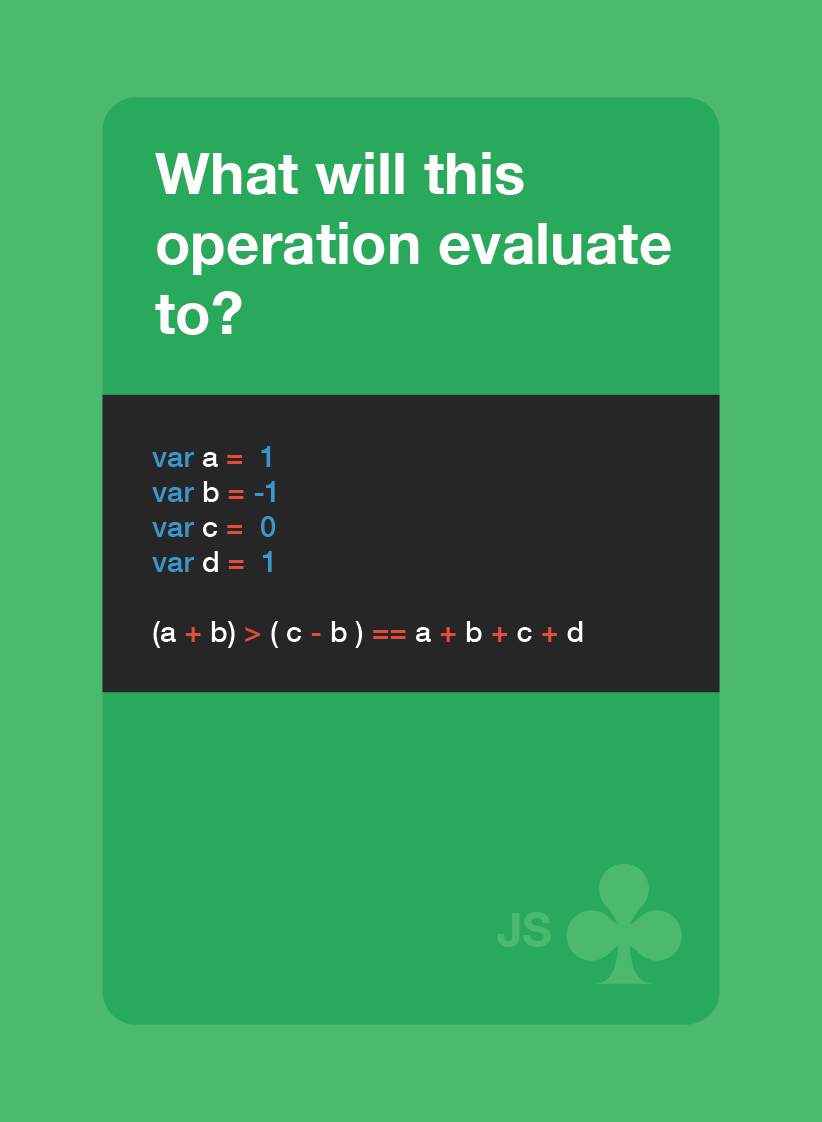 What will this
operation evaluate
to?
var a =  1
var b = -1
var c =  0
var d =  1
(a + b) > ( c - b ) == a + b + c + d
JS